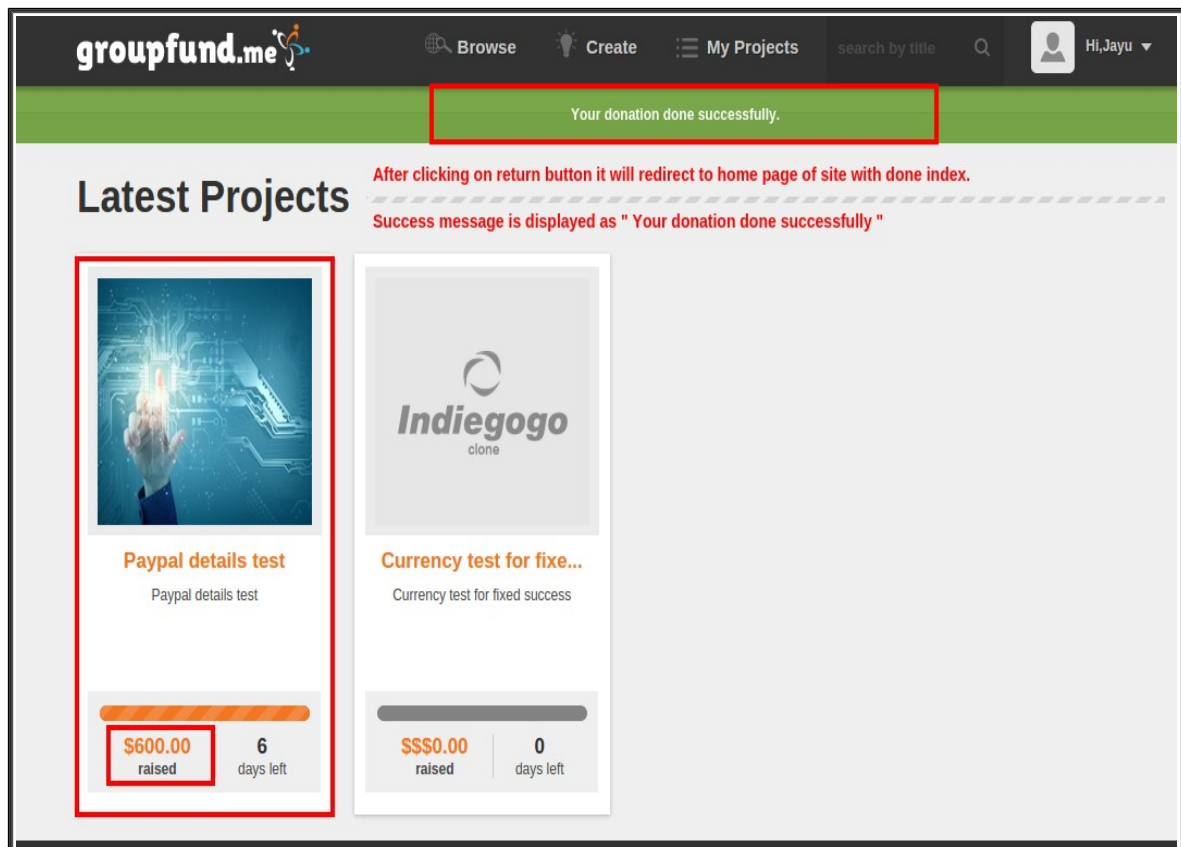 groupfund.me Browse Create My Projects search by title Hi,Jayu
Your donation done successfully.
After clicking on return button it will redirect to home page of site with done index.
Latest Projects
Success message is displayed as " Your donation done successfully "
Indiegogo
clone
Paypal details test
Paypal details test
$600.00 6
raised days left
Currency test for fixe...
Currency test for fixed success
$$$0.00 0
raised days left